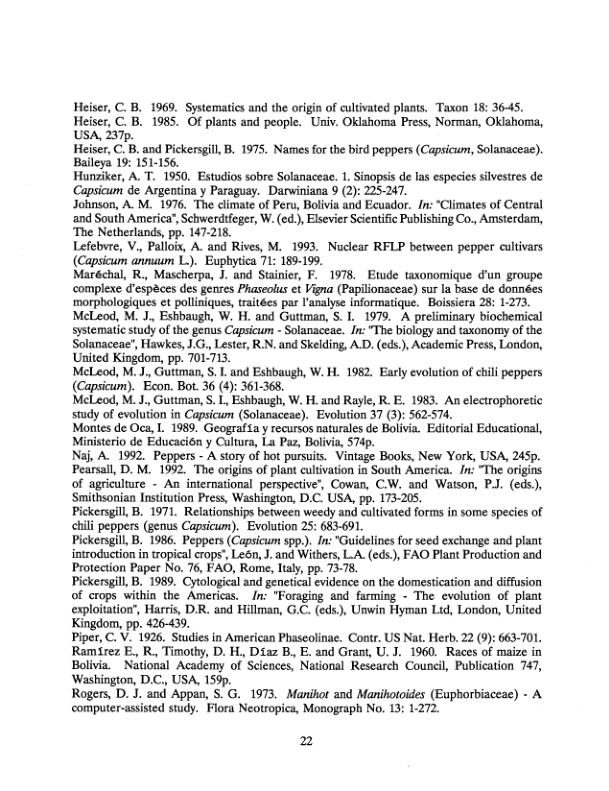 Heiser, C. B. 1969. Systematics and the origin of cultivated plants. Taxon 18: 36-45.
Heiser, C. B. 1985. Of plants and people. Univ. Oklahoma Press, Norman, Oklahoma,
USA, 237p.
Heiser, C. B. and Pickersgill, B. 1975. Names for the bird peppers (Capsicum, Solanaceae).
Baileya 19: 151-156.
Hunziker, A. T. 1950. Estudios sobre Solanaceae. 1. Sinopsis de las especies silvestres de
Capsicum de Argentina y Paraguay. Darwiniana 9 (2): 225-247.
Johnson, A. M. 1976. The climate of Peru, Bolivia and Ecuador. In: "Climates of Central
and South America", Schwerdtfeger, W. (ed.), Elsevier Scientific Publishing Co., Amsterdam,
The Netherlands, pp. 147-218.
Lefebvre, V., Palloix, A. and Rives, M. 1993. Nuclear RFLP between pepper cultivars
(Capsicum annuum L.). Euphytica 71: 189-199.
Maréchal, R., Mascherpa, J. and Stainier, F. 1978. Etude taxonomique d'un groupe
complexe d'espèces des genres Phaseolus et Vigna (Papilionaceae) sur la base de données
morphologiques et polliniques, traitées par l'analyse informatique. Boissiera 28: 1-273.
McLeod, M. J., Eshbaugh, W. H. and Guttman, S. I. 1979. A preliminary biochemical
systematic study of the genus Capsicum - Solanaceae. In: "The biology and taxonomy of the
Solanaceae", Hawkes, J.G., Lester, R.N. and Skelding, A.D. (eds.), Academic Press, London,
United Kingdom, pp. 701-713.
McLeod, M. J., Guttman, S. I. and Eshbaugh, W. H. 1982. Early evolution of chili peppers
(Capsicum). Econ. Bot. 36 (4): 361-368.
McLeod, M. J., Guttman, S. I., Eshbaugh, W. H. and Rayle, R. E. 1983. An electrophoretic
study of evolution in Capsicum (Solanaceae). Evolution 37 (3): 562-574.
Montes de Oca, I. 1989. Geografía y recursos naturales de Bolivia. Editorial Educational,
Ministerio de Educación y Cultura, La Paz, Bolivia, 574p.
Naj, A. 1992. Peppers - A story of hot pursuits. Vintage Books, New York, USA, 245p.
Pearsall, D. M. 1992. The origins of plant cultivation in South America. In: "The origins
of agriculture - An international perspective", Cowan, C.W. and Watson, P.J. (eds.),
Smithsonian Institution Press, Washington, D.C. USA, pp. 173-205.
Pickersgill, B. 1971. Relationships between weedy and cultivated forms in some species of
chili peppers (genus Capsicum). Evolution 25: 683-691.
Pickersgill, B. 1986. Peppers (Capsicum spp.). In: "Guidelines for seed exchange and plant
introduction in tropical crops", León, J. and Withers, L.A. (eds.), FAO Plant Production and
Protection Paper No. 76, FAO, Rome, Italy, pp. 73-78.
Pickersgill, B. 1989. Cytological and genetical evidence on the domestication and diffusion
of crops within the Americas. In: "Foraging and farming - The evolution of plant
exploitation", Harris, D.R. and Hillman, G.C. (eds.), Unwin Hyman Ltd, London, United
Kingdom, pp. 426-439.
Piper, C. V. 1926. Studies in American Phaseolinae. Contr. US Nat. Herb. 22 (9): 663-701.
Ramírez E., R., Timothy, D. H., Díaz B., E. and Grant, U. J. 1960. Races of maize in
Bolivia. National Academy of Sciences, National Research Council, Publication 747,
Washington, D.C., USA, 159p.
Rogers, D. J. and Appan, S. G. 1973. Manihot and Manihotoides (Euphorbiaceae) - A
computer-assisted study. Flora Neotropica, Monograph No. 13: 1-272.
22